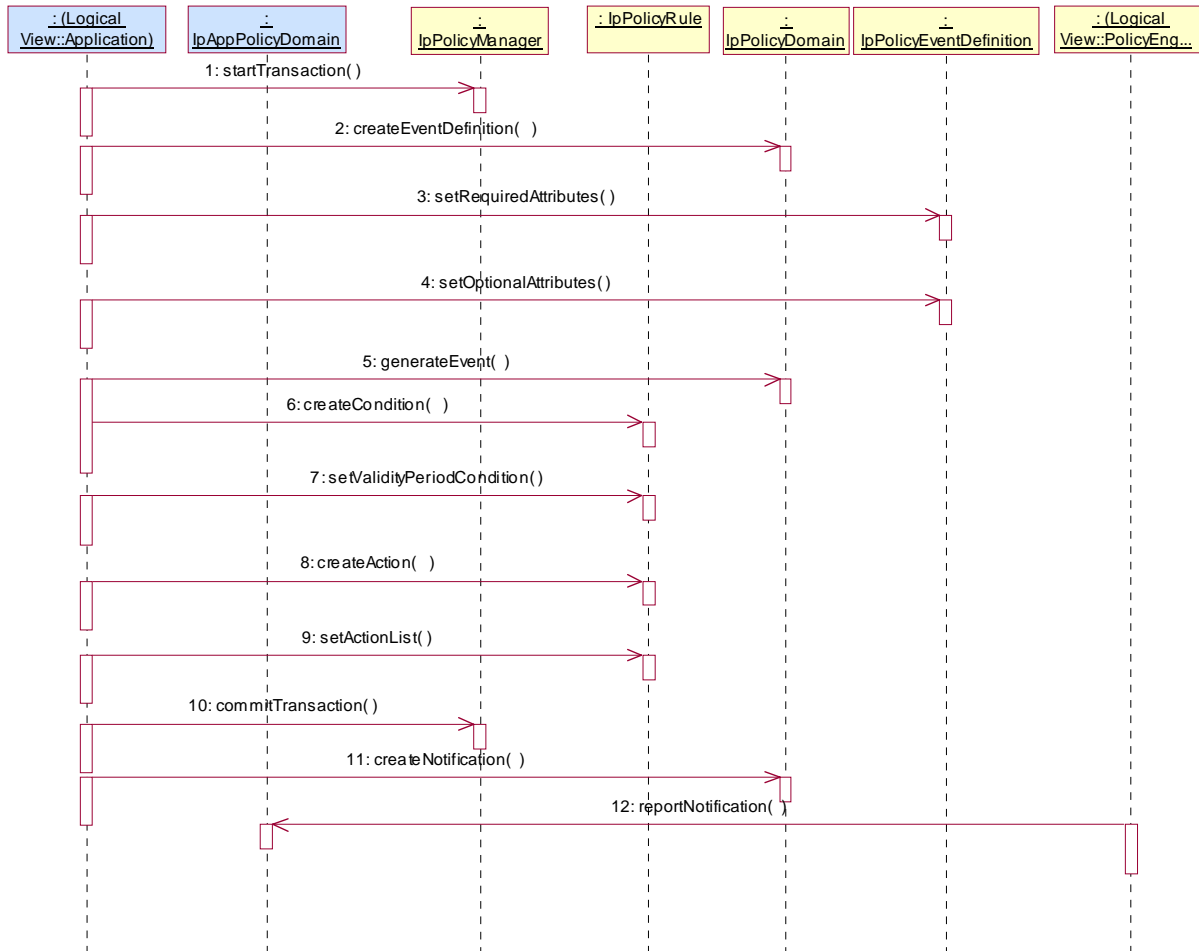 : (Logical
View::Application)
:
IpAppPolicyDomain
:
IpPolicyManager
: IpPolicyRule
:
IpPolicyDomain
:
IpPolicyEventDefinition
: (Logical
View::PolicyEng...
1: startTransaction( )
2: createEventDefinition(  )
3: setRequiredAttributes( )
4: setOptionalAttributes( )
5: generateEvent(  )
6: createCondition(  )
7: setValidityPeriodCondition( )
8: createAction(  )
9: setActionList( )
10: commitTransaction( )
11: createNotification(  )
12: reportNotification(  )